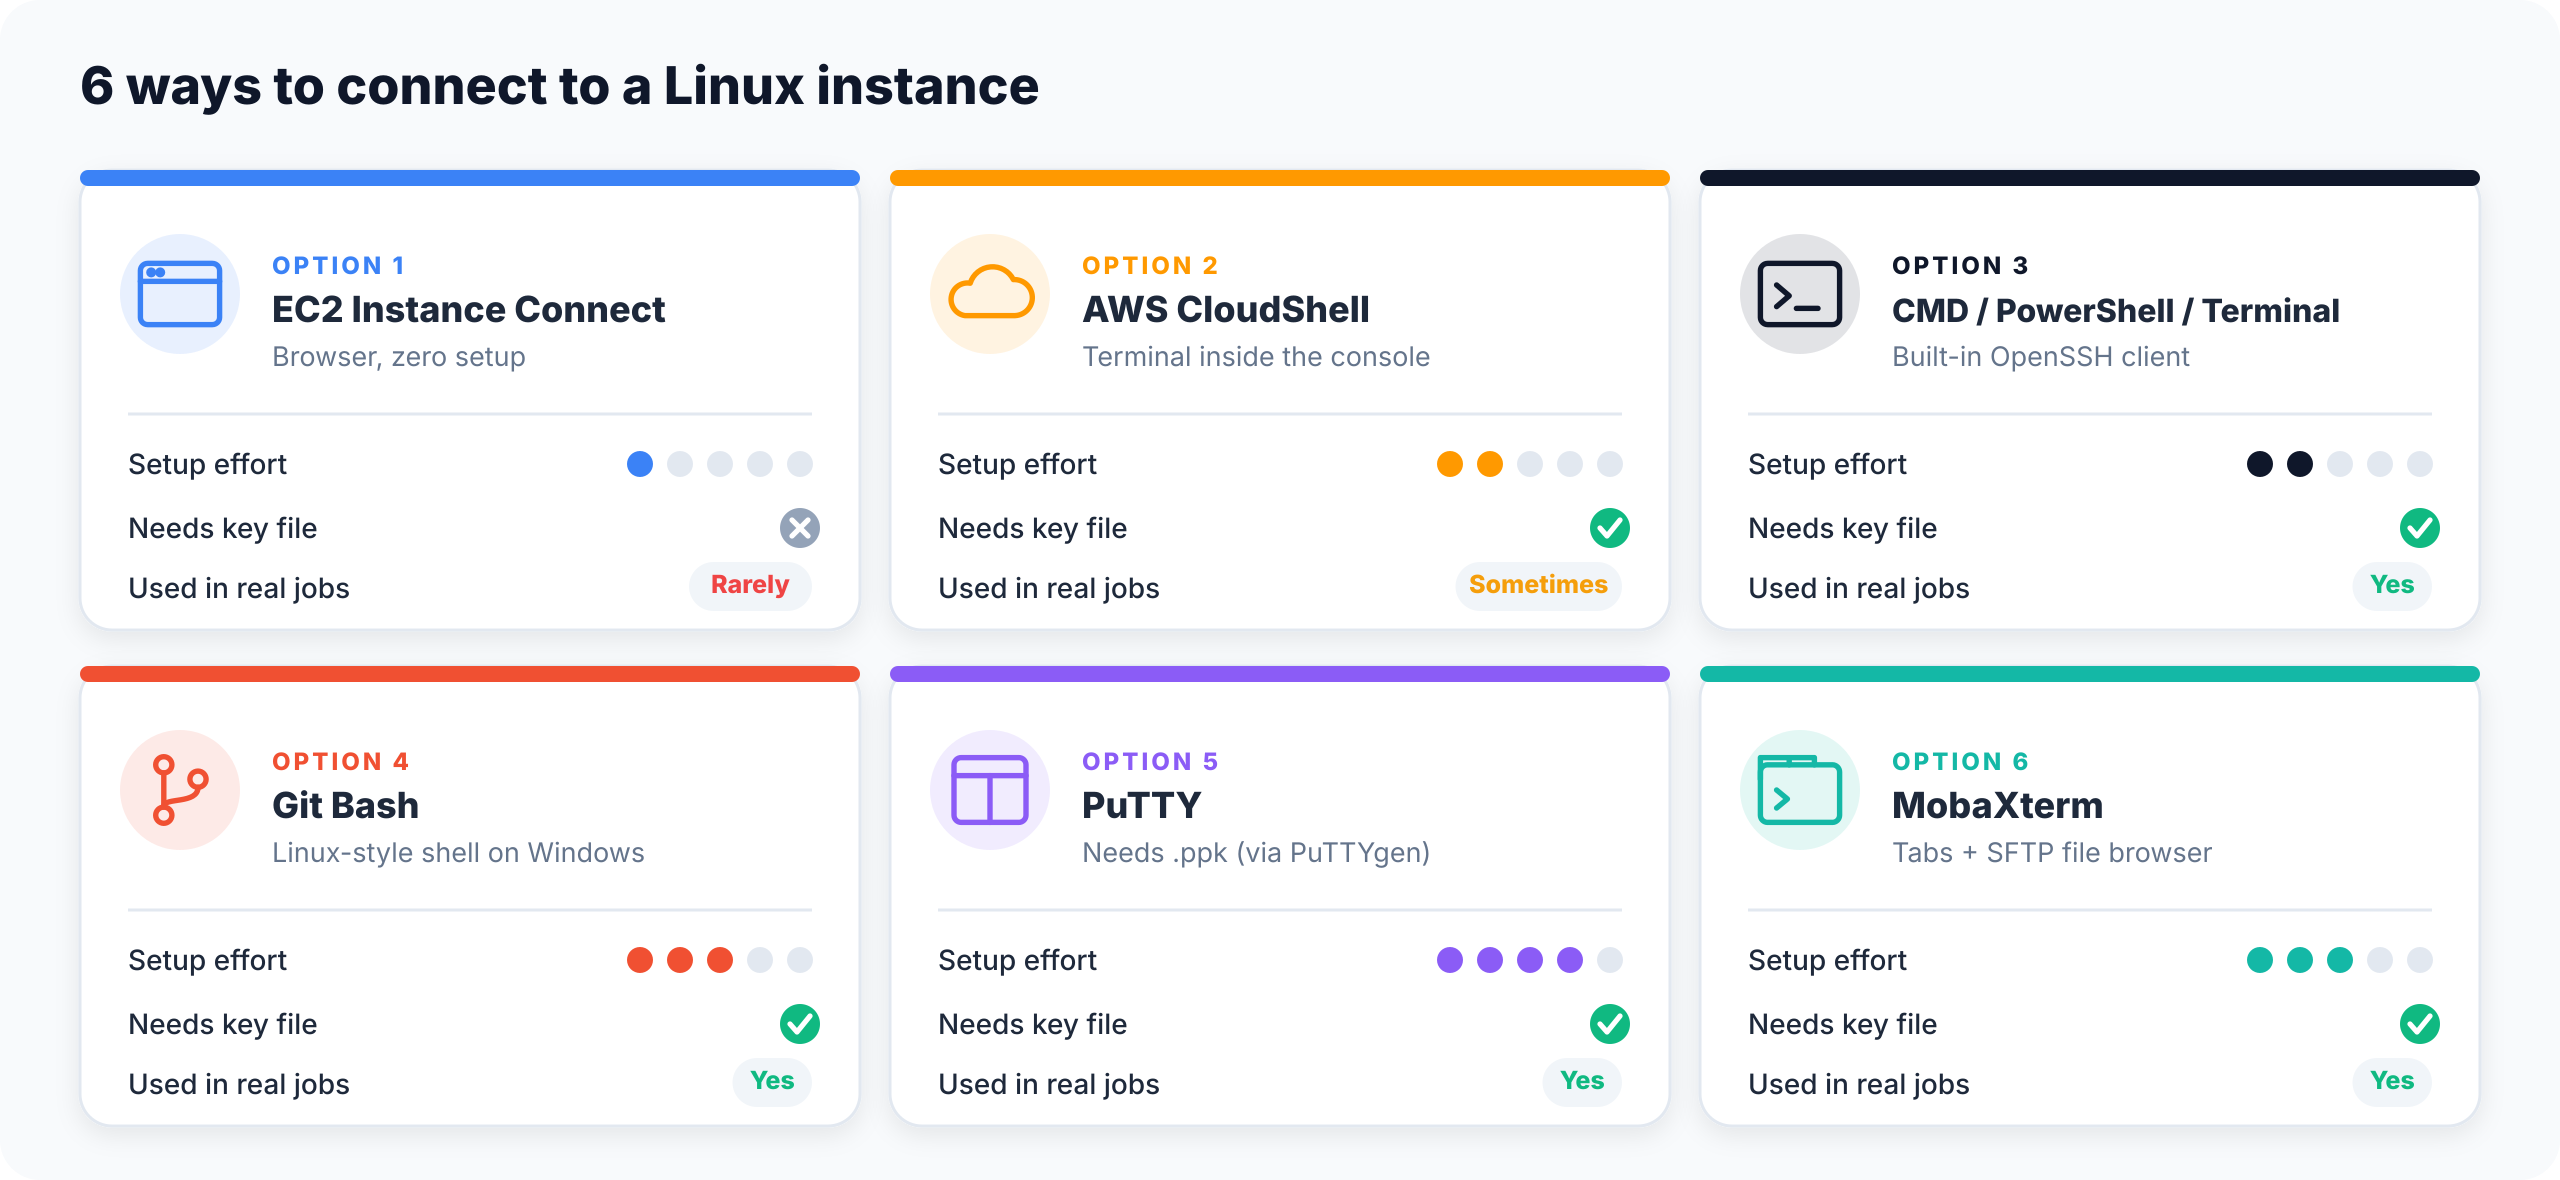 6 ways to connect to a Linux instance
OPTION 1
EC2 Instance Connect
Browser, zero setup
Setup effort
Needs key file
Used in real jobs
Rarely
OPTION 2
AWS CloudShell
Terminal inside the console
Setup effort
Needs key file
Used in real jobs
Sometimes
OPTION 3
CMD / PowerShell / Terminal
Built-in OpenSSH client
Setup effort
Needs key file
Used in real jobs
Yes
OPTION 4
Git Bash
Linux-style shell on Windows
Setup effort
Needs key file
Used in real jobs
Yes
OPTION 5
PuTTY
Needs .ppk (via PuTTYgen)
Setup effort
Needs key file
Used in real jobs
Yes
OPTION 6
MobaXterm
Tabs + SFTP file browser
Setup effort
Needs key file
Used in real jobs
Yes